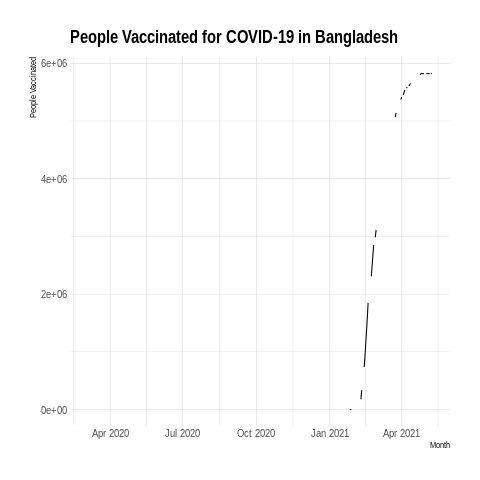 People Vaccinated for COVID-19 in Bangladesh
People Vaccinated
6e+06
4e+06
2e+06
0e+00
Apr 2020 Jul 2020 Oct 2020 Jan 2021 Apr 2021
Month